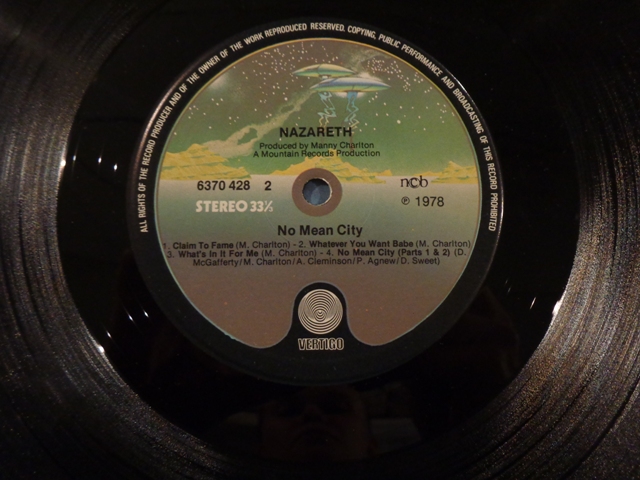 ALL RIGHTS OF THE RECORD PRODUCER AND OF THE OWNER OF THE WORK REPRODUCED RESERVED. COPYING, PUBLIC PERFORMANCE AND BROADCASTING OF THIS RECORD PROHIBITED
NAZARETH
Produced by Manny Charlton
A Mountain Records Production
6370 428 2
ncb
STEREO 33⅓
℗ 1978
No Mean City
1. Claim To Fame (M. Charlton) - 2. Whatever You Want Babe (M. Charlton)
3. What's In It For Me (M. Charlton) - 4. No Mean City (Parts 1 & 2) (D.
McGafferty/M. Charlton/A. Cleminson/P. Agnew/D. Sweet)
VERTIGO